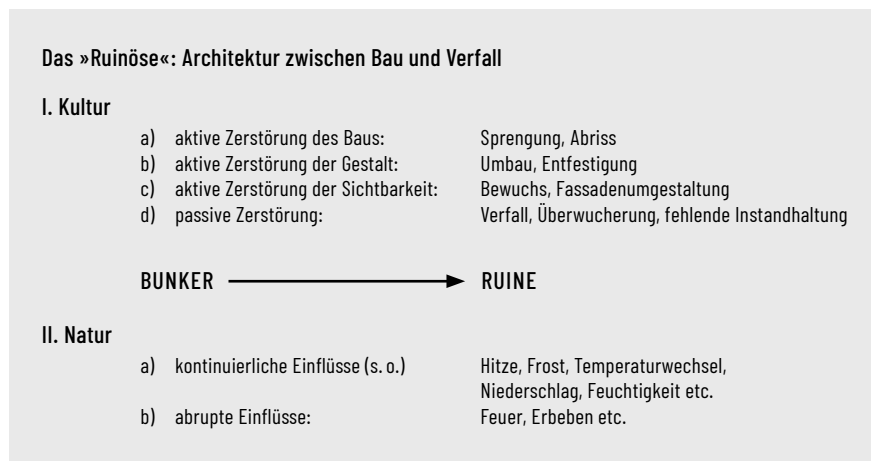 Das »Ruinöse«: Architektur zwischen Bau und Verfall
I. Kultur
a) aktive Zerstörung des Baus: Sprengung, Abriss
b) aktive Zerstörung der Gestalt: Umbau, Entfestigung
c) aktive Zerstörung der Sichtbarkeit: Bewuchs, Fassadenumgestaltung
d) passive Zerstörung: Verfall, Überwucherung, fehlende Instandhaltung
BUNKER RUINE
II. Natur
a) kontinuierliche Einflüsse (s. o.) Hitze, Frost, Temperaturwechsel,
Niederschlag, Feuchtigkeit etc.
b) abrupte Einflüsse: Feuer, Erbeben etc.